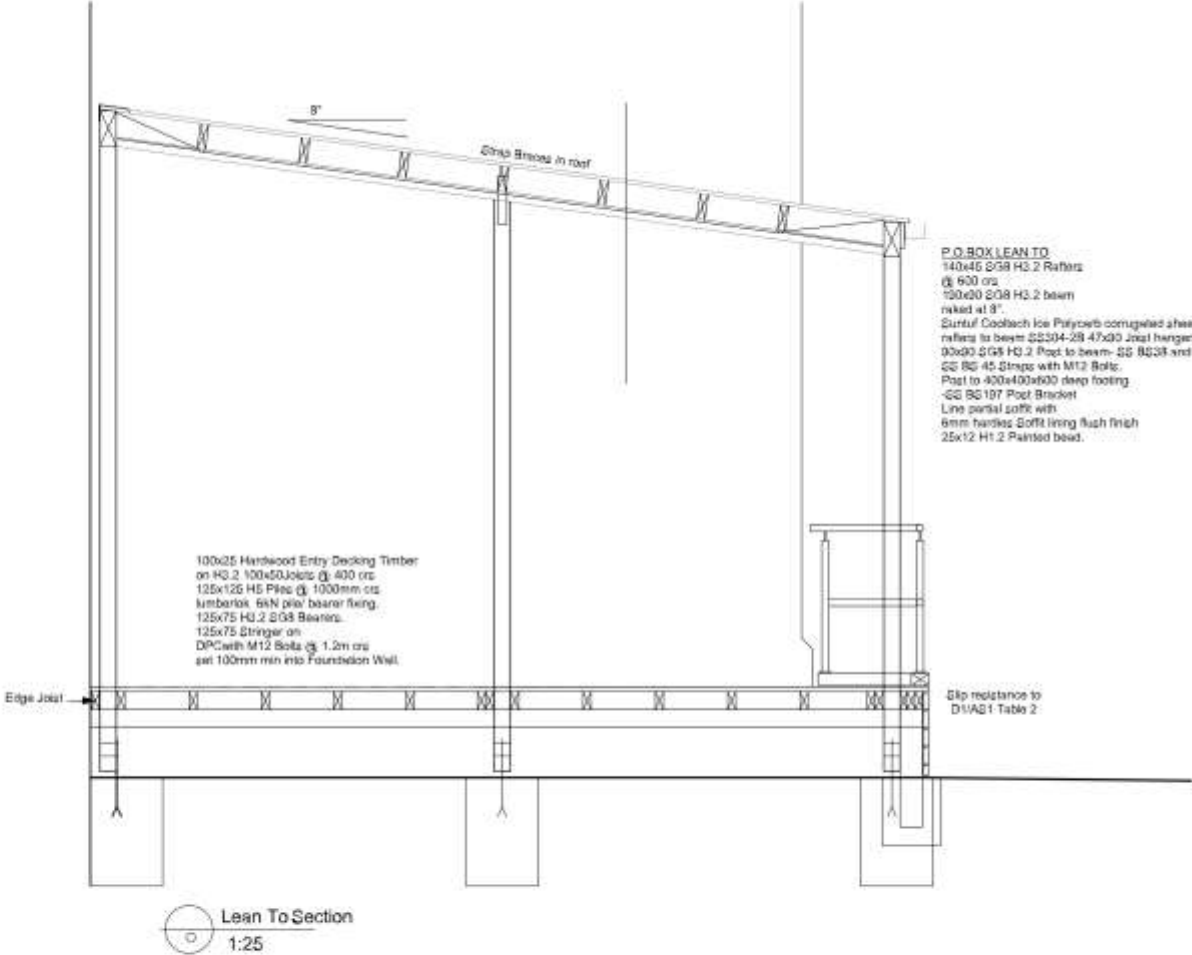 8°
Strap Braces in roof
P.O.BOX LEAN TO
140x45 SG8 H3.2 Rafters
@ 600 crs
190x90 SG8 H3.2 beam
raked at 8°.
Suntuf Cooltech Ice Polycarb corrugated shee
rafters to beam SS304-2B 47x90 Joist hanger
90x90 SG8 H3.2 Post to beam- SS BS38 and
SS BS 45 Straps with M12 Bolts.
Post to 400x400x600 deep footing
-SS BS197 Post Bracket
Line partial soffit with
6mm hardies Soffit lining flush finish
25x12 H1.2 Painted bead.
100x25 Hardwood Entry Decking Timber
on H3.2 100x50Joists @ 400 crs
125x125 H5 Piles @ 1000mm crs
lumberlok 6kN pile/ bearer fixing.
125x75 H3.2 SG8 Bearers.
125x75 Stringer on
DPCwith M12 Bolts @ 1.2m crs
set 100mm min into Foundation Wall.
Edge Joist
Slip resistance to
D1/AS1 Table 2
Lean To Section
1:25